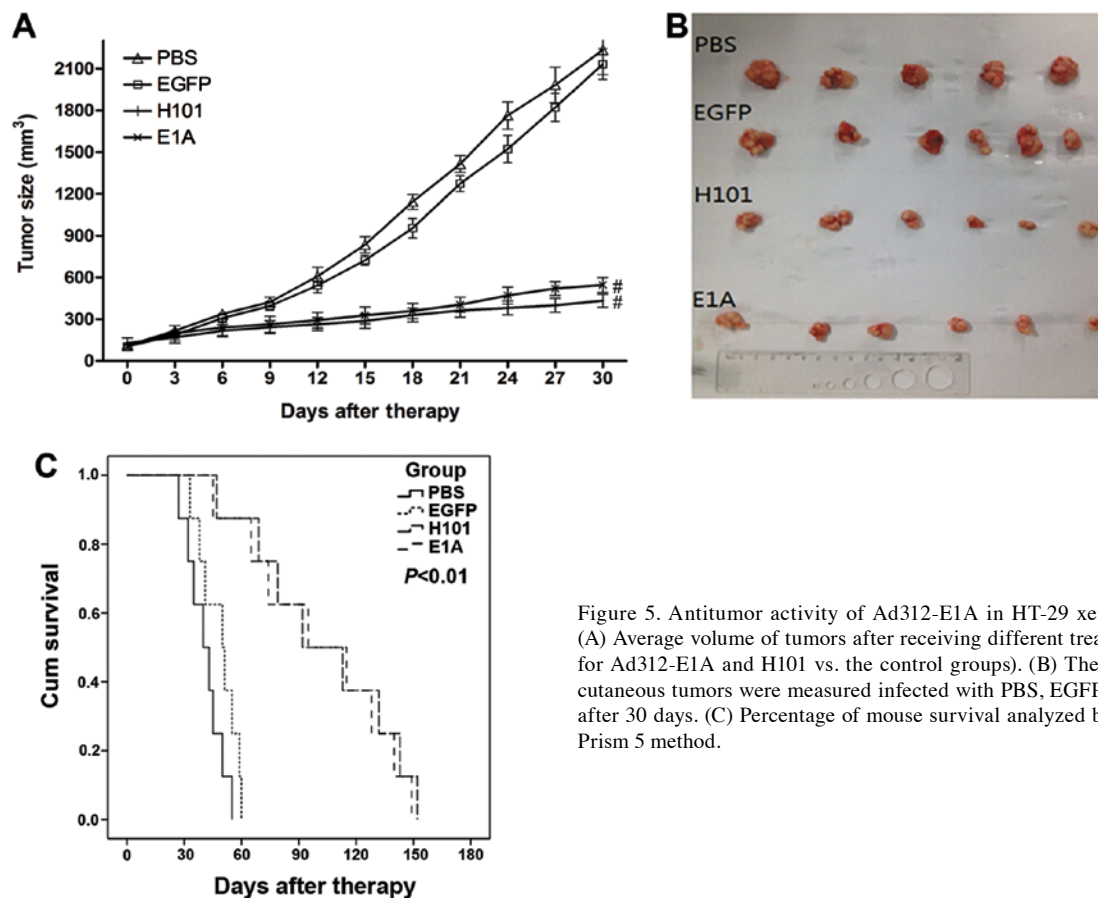 A
PBS
EGFP
H101
E1A
Tumor size (mm³)
2100
1800
1500
1200
900
600
300
0
#
#
0 3 6 9 12 15 18 21 24 27 30
Days after therapy
B
PBS
EGFP
H101
E1A
C
Group
PBS
EGFP
H101
E1A
P<0.01
Cum survival
1.0
0.8
0.6
0.4
0.2
0.0
0 30 60 90 120 150 180
Days after therapy
Figure 5. Antitumor activity of Ad312-E1A in HT-29 xe
(A) Average volume of tumors after receiving different trea
for Ad312-E1A and H101 vs. the control groups). (B) The
cutaneous tumors were measured infected with PBS, EGFP
after 30 days. (C) Percentage of mouse survival analyzed b
Prism 5 method.